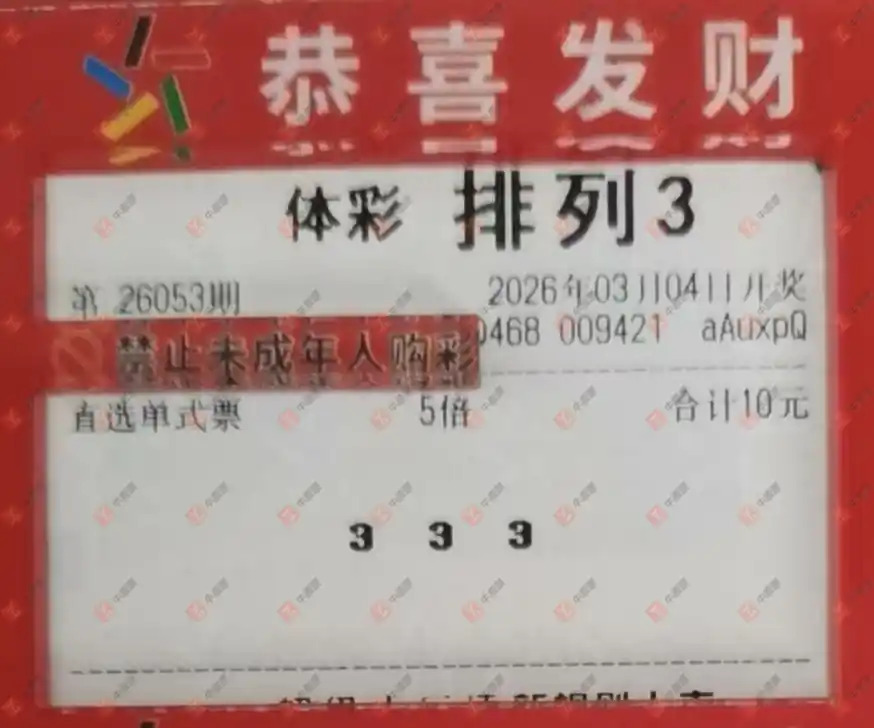 恭喜发财
体彩 排列3
第 26053期 2026年03月04日开奖
0468 009421 aAuxpQ
禁止未成年人购彩
直选单式票 5倍 合计10元
3 3 3